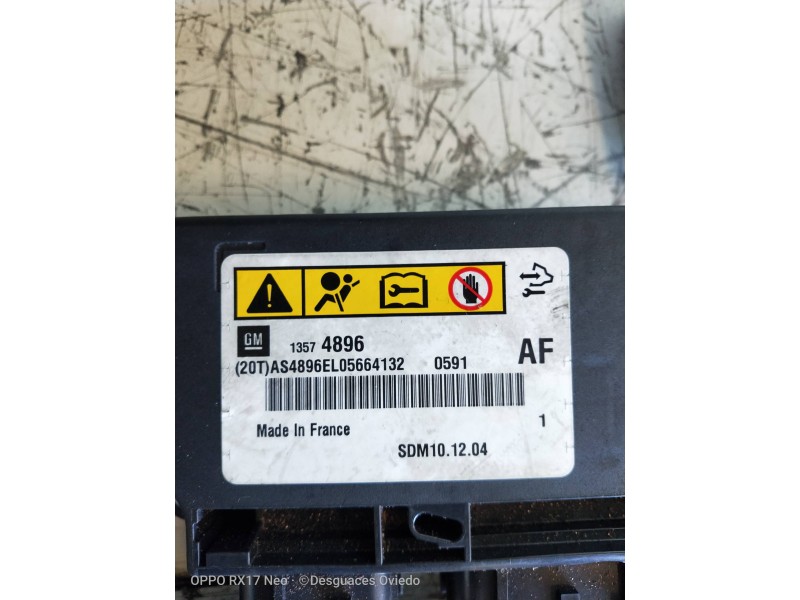 GM 1357 4896 AF
(20T)AS4896EL05664132 0591
1
Made In France
SDM10.12.04
OPPO RX17 Neo ©Desguaces Oviedo